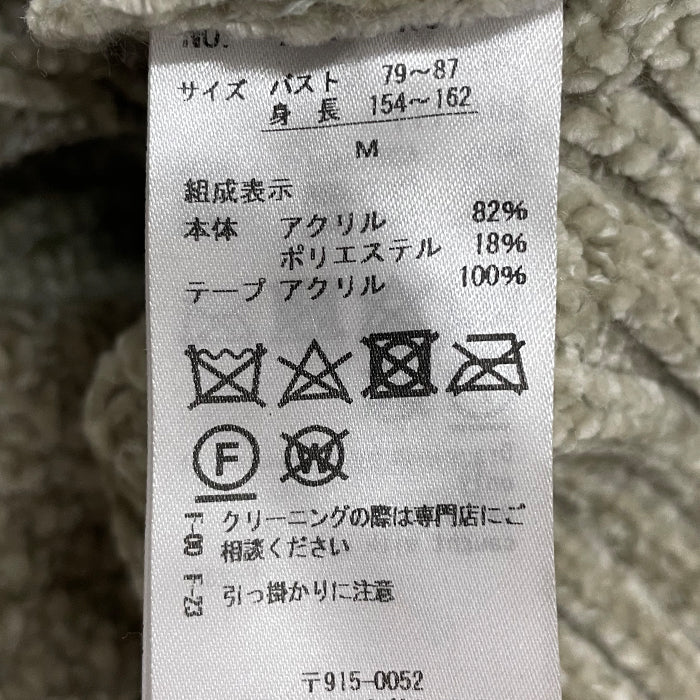 NO.
サイズ バスト 79～87
身長 154～162
M
組成表示
本体 アクリル 82%
ポリエステル 18%
テープ アクリル 100%
F W
F-00 クリーニングの際は専門店にご
相談ください
F-23 引っ掛かりに注意
〒915-0052